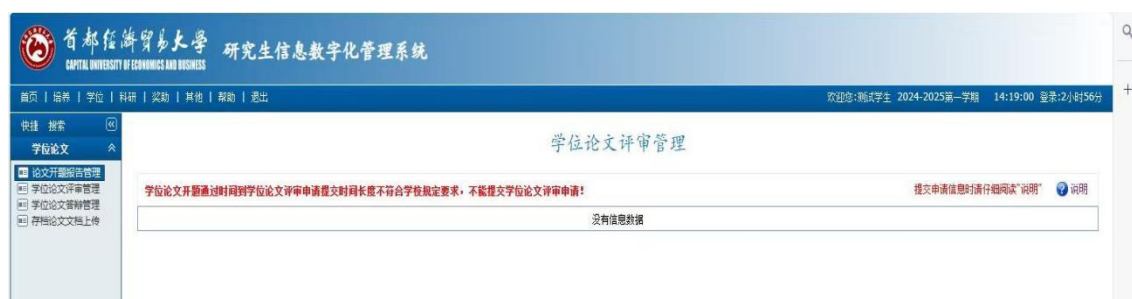 首都经济贸易大学 研究生信息数字化管理系统
CAPITAL UNIVERSITY OF ECONOMICS AND BUSINESS
首页 | 培养 | 学位 | 科研 | 奖助 | 其他 | 帮助 | 退出
欢迎您:测试学生 2024-2025第一学期 14:19:00 登录:2小时56分
快捷 搜索
学位论文
论文开题报告管理
学位论文评审管理
学位论文答辩管理
存档论文文档上传
学位论文评审管理
学位论文开题通过时间到学位论文评审申请提交时间长度不符合学校规定要求，不能提交学位论文评审申请！
提交申请信息时请仔细阅读"说明" 说明
没有信息数据